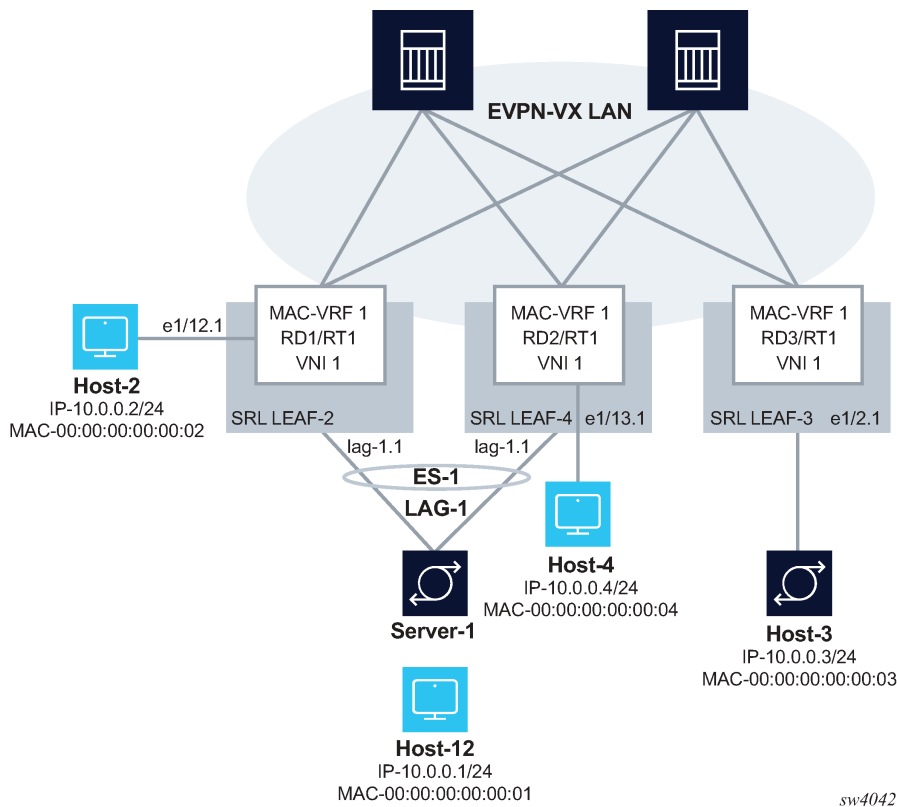 EVPN-VX LAN
MAC-VRF 1
RD1/RT1
VNI 1
MAC-VRF 1
RD2/RT1
VNI 1
MAC-VRF 1
RD3/RT1
VNI 1
e1/12.1
Host-2
IP-10.0.0.2/24
MAC-00:00:00:00:00:02
SRL LEAF-2
SRL LEAF-4
e1/13.1
SRL LEAF-3
e1/2.1
lag-1.1
lag-1.1
ES-1
LAG-1
Host-4
IP-10.0.0.4/24
MAC-00:00:00:00:00:04
Server-1
Host-3
IP-10.0.0.3/24
MAC-00:00:00:00:00:03
Host-12
IP-10.0.0.1/24
MAC-00:00:00:00:00:01
sw4042